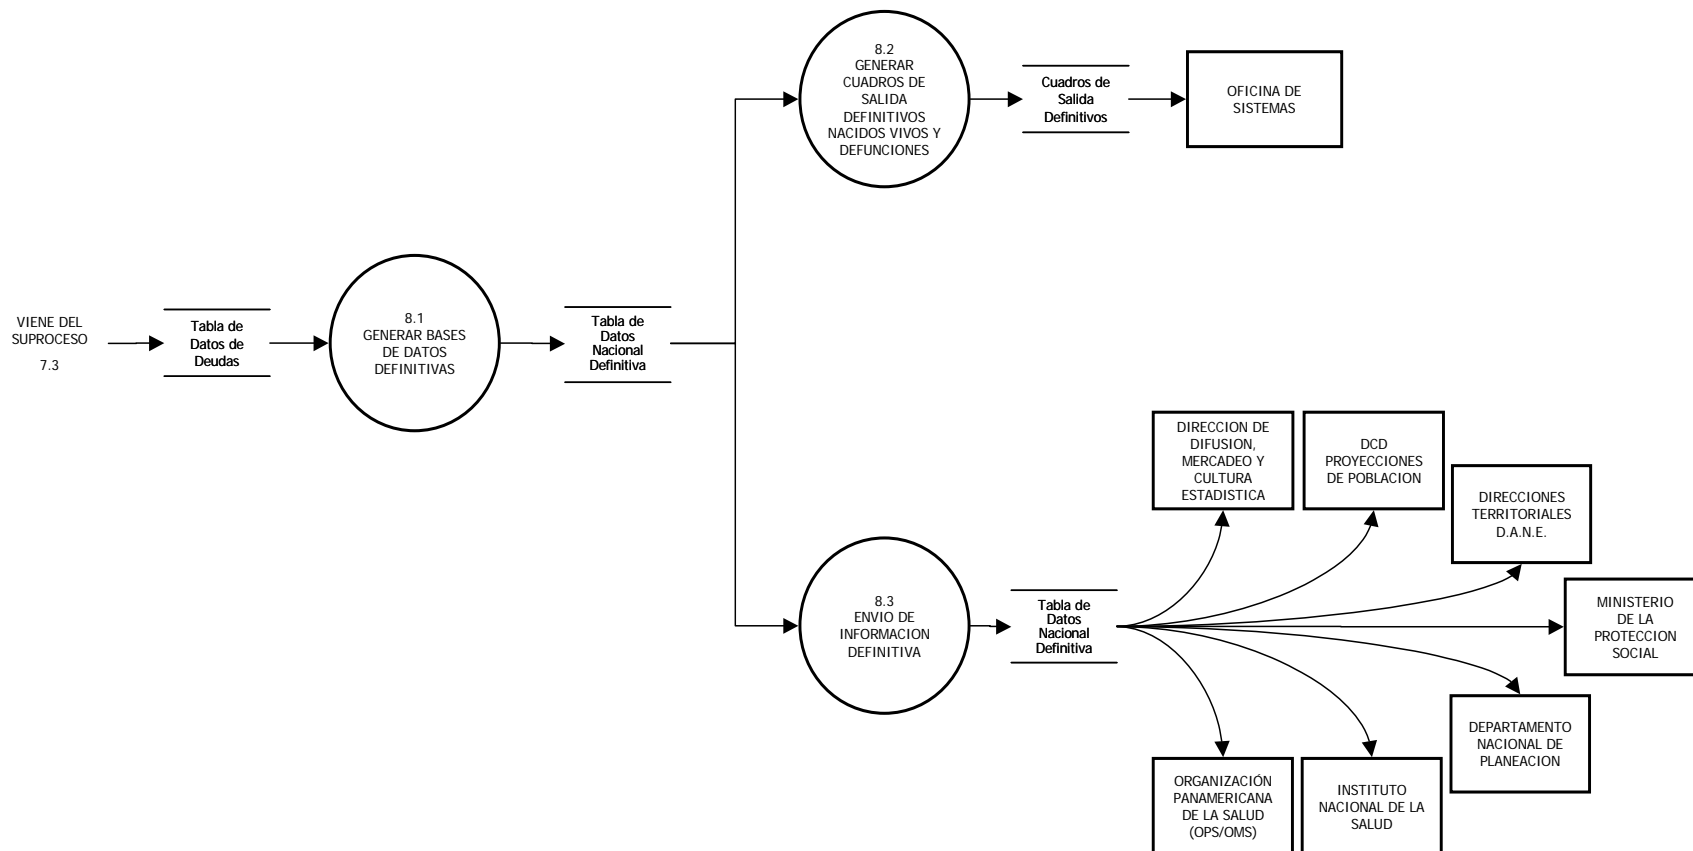 8.2
GENERAR
CUADROS DE
SALIDA
DEFINITIVOS
NACIDOS VIVOS Y
DEFUNCIONES
Cuadros de
Salida
Definitivos
OFICINA DE
SISTEMAS
VIENE DEL
SUPROCESO
7.3
Tabla de
Datos de
Deudas
8.1
GENERAR BASES
DE DATOS
DEFINITIVAS
Tabla de
Datos
Nacional
Definitiva
8.3
ENVIO DE
INFORMACION
DEFINITIVA
Tabla de
Datos
Nacional
Definitiva
DIRECCION DE
DIFUSION,
MERCADEO Y
CULTURA
ESTADISTICA
DCD
PROYECCIONES
DE POBLACION
DIRECCIONES
TERRITORIALES
D.A.N.E.
MINISTERIO
DE LA
PROTECCION
SOCIAL
DEPARTAMENTO
NACIONAL DE
PLANEACION
INSTITUTO
NACIONAL DE LA
SALUD
ORGANIZACIÓN
PANAMERICANA
DE LA SALUD
(OPS/OMS)